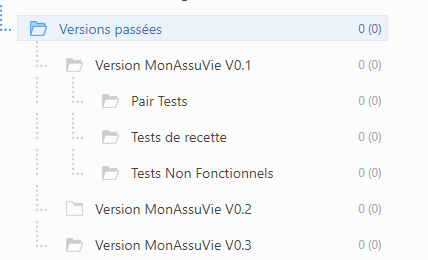 Versions passées 0 (0)
Version MonAssuVie V0.1 0 (0)
Pair Tests 0 (0)
Tests de recette 0 (0)
Tests Non Fonctionnels 0 (0)
Version MonAssuVie V0.2 0 (0)
Version MonAssuVie V0.3 0 (0)